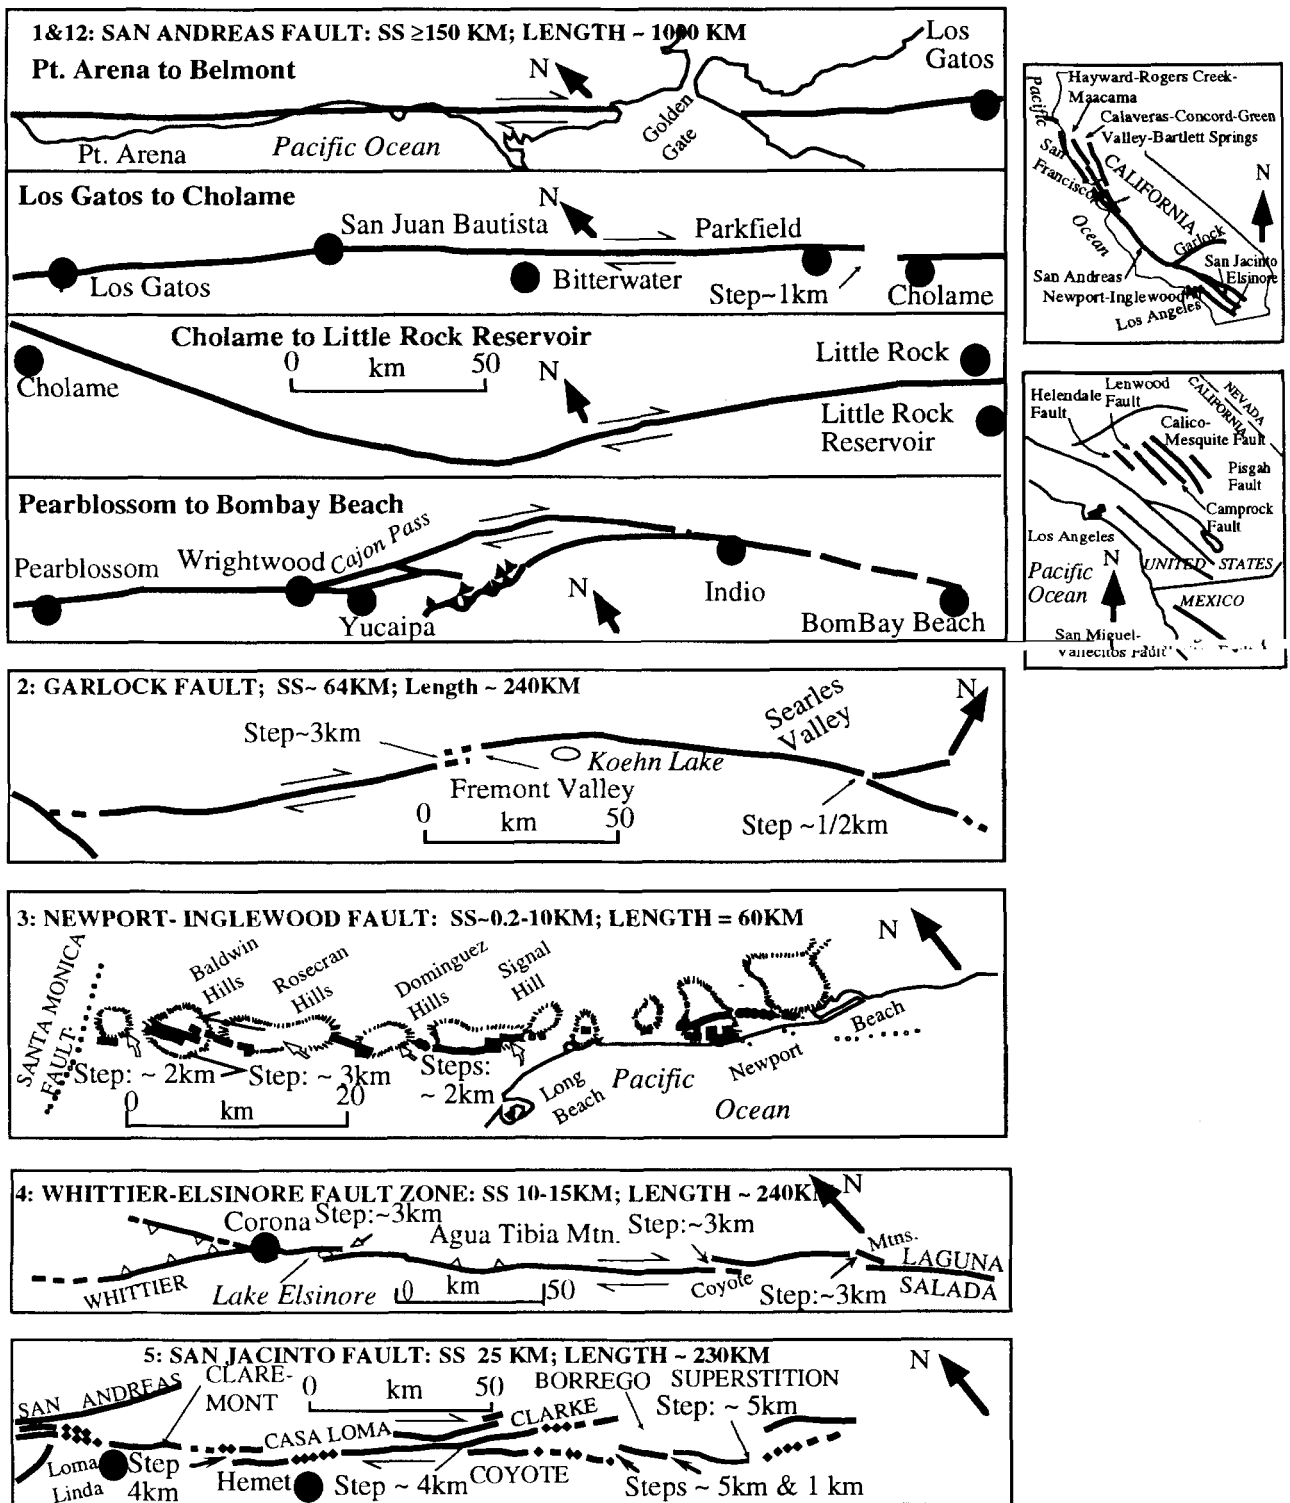 1&12: SAN ANDREAS FAULT: SS ≥150 KM; LENGTH ~ 1000 KM
Pt. Arena to Belmont
N
Los
Gatos
Golden
Gate
Pt. Arena
Pacific Ocean
Los Gatos to Cholame
N
San Juan Bautista
Parkfield
Los Gatos
Bitterwater
Step~1km
Cholame
Cholame to Little Rock Reservoir
0 km 50
N
Cholame
Little Rock
Little Rock
Reservoir
Pearblossom to Bombay Beach
Pearblossom
Wrightwood
Cajon Pass
N
Yucaipa
Indio
BomBay Beach
Hayward-Rogers Creek-
Maacama
Calaveras-Concord-Green
Valley-Bartlett Springs
Pacific
Ocean
San
Francisco
CALIFORNIA
N
Garlock
San Jacinto
Elsinore
San Andreas
Newport-Inglewood
Los Angeles
Helendale
Fault
Lenwood
Fault
NEVADA
CALIFORNIA
Calico-
Mesquite Fault
Pisgah
Fault
Camprock
Fault
Los Angeles
Pacific
Ocean
N
UNITED STATES
MEXICO
San Miguel-
Vallecitos Fault
2: GARLOCK FAULT; SS~ 64KM; Length ~ 240KM
Step~3km
Searles
Valley
N
Koehn Lake
Fremont Valley
0 km 50
Step ~1/2km
3: NEWPORT- INGLEWOOD FAULT: SS~0.2-10KM; LENGTH = 60KM
N
SANTA MONICA
FAULT
Baldwin
Hills
Rosecran
Hills
Dominguez
Hills
Signal
Hill
Step: ~ 2km
Step: ~ 3km
Steps:
~ 2km
0 km 20
Long
Beach
Pacific
Ocean
Newport
Beach
4: WHITTIER-ELSINORE FAULT ZONE: SS 10-15KM; LENGTH ~ 240KM
N
Corona
Step:~3km
Agua Tibia Mtn.
Step:~3km
Mtns.
LAGUNA
SALADA
WHITTIER
Lake Elsinore
0 km 50
Coyote
Step:~3km
5: SAN JACINTO FAULT: SS 25 KM; LENGTH ~ 230KM
N
SAN ANDREAS
CLARE-
MONT
0 km 50
BORREGO
SUPERSTITION
Step: ~ 5km
CASA LOMA
CLARKE
Loma
Linda
Step
4km
Hemet
Step ~ 4km
COYOTE
Steps ~ 5km & 1 km